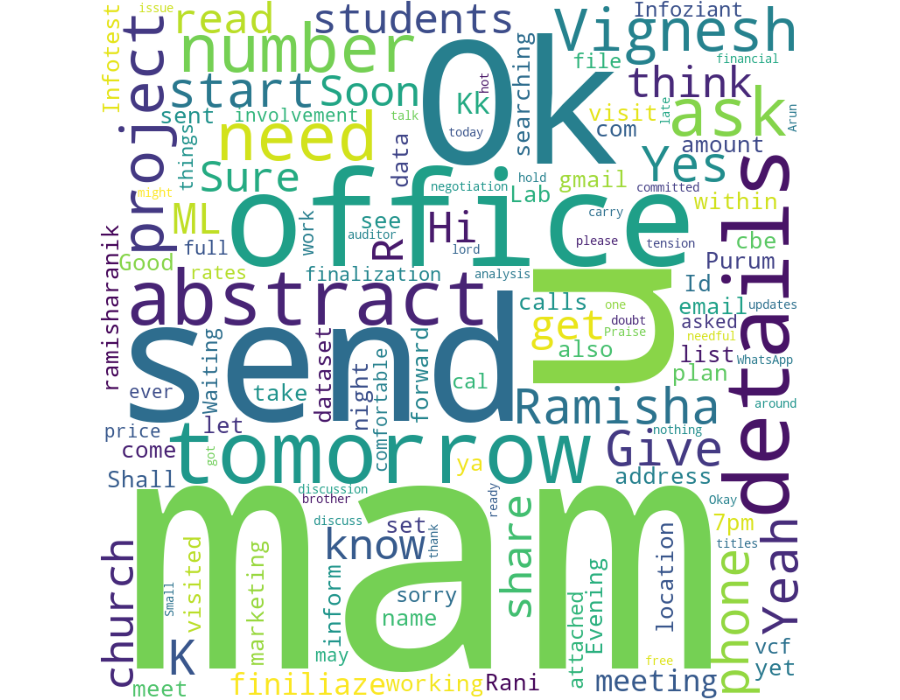 issue
Infotest
read
students
Infoziant
Vignesh
number
Ok
searching
file
financial
project
start
Soon
Kk
hot
think
ask
late
Arun
sent
involvement
talk
today
visit
com
amount
need
data
things
Sure
Yes
office
negotiation
hold
Lab
gmail
committed
within
details
might
ML
work
see
auditor
R
Hi
lord
carry
please
tension
cbe
full
Good
rates
finalization
analysis
Purum
ramisharanik
abstract
u
calls
Id
email
updates
send
get
one
doubt
Praise
also
asked
needful
list
WhatsApp
plan
ever
Waiting
take
dataset
night
comfortable
forward
cal
Ramisha
around
price
let
tomorrow
nothing
Give
come
got
ya
address
Shall
discussion
brother
ready
Okay
mam
discuss
set
know
thank
share
7pm
titles
Yeah
church
Small
visited
marketing
inform
sorry
name
attached
Evening
location
phone
K
may
free
vcf
yet
meet
finiliaze
working
Rani
meeting